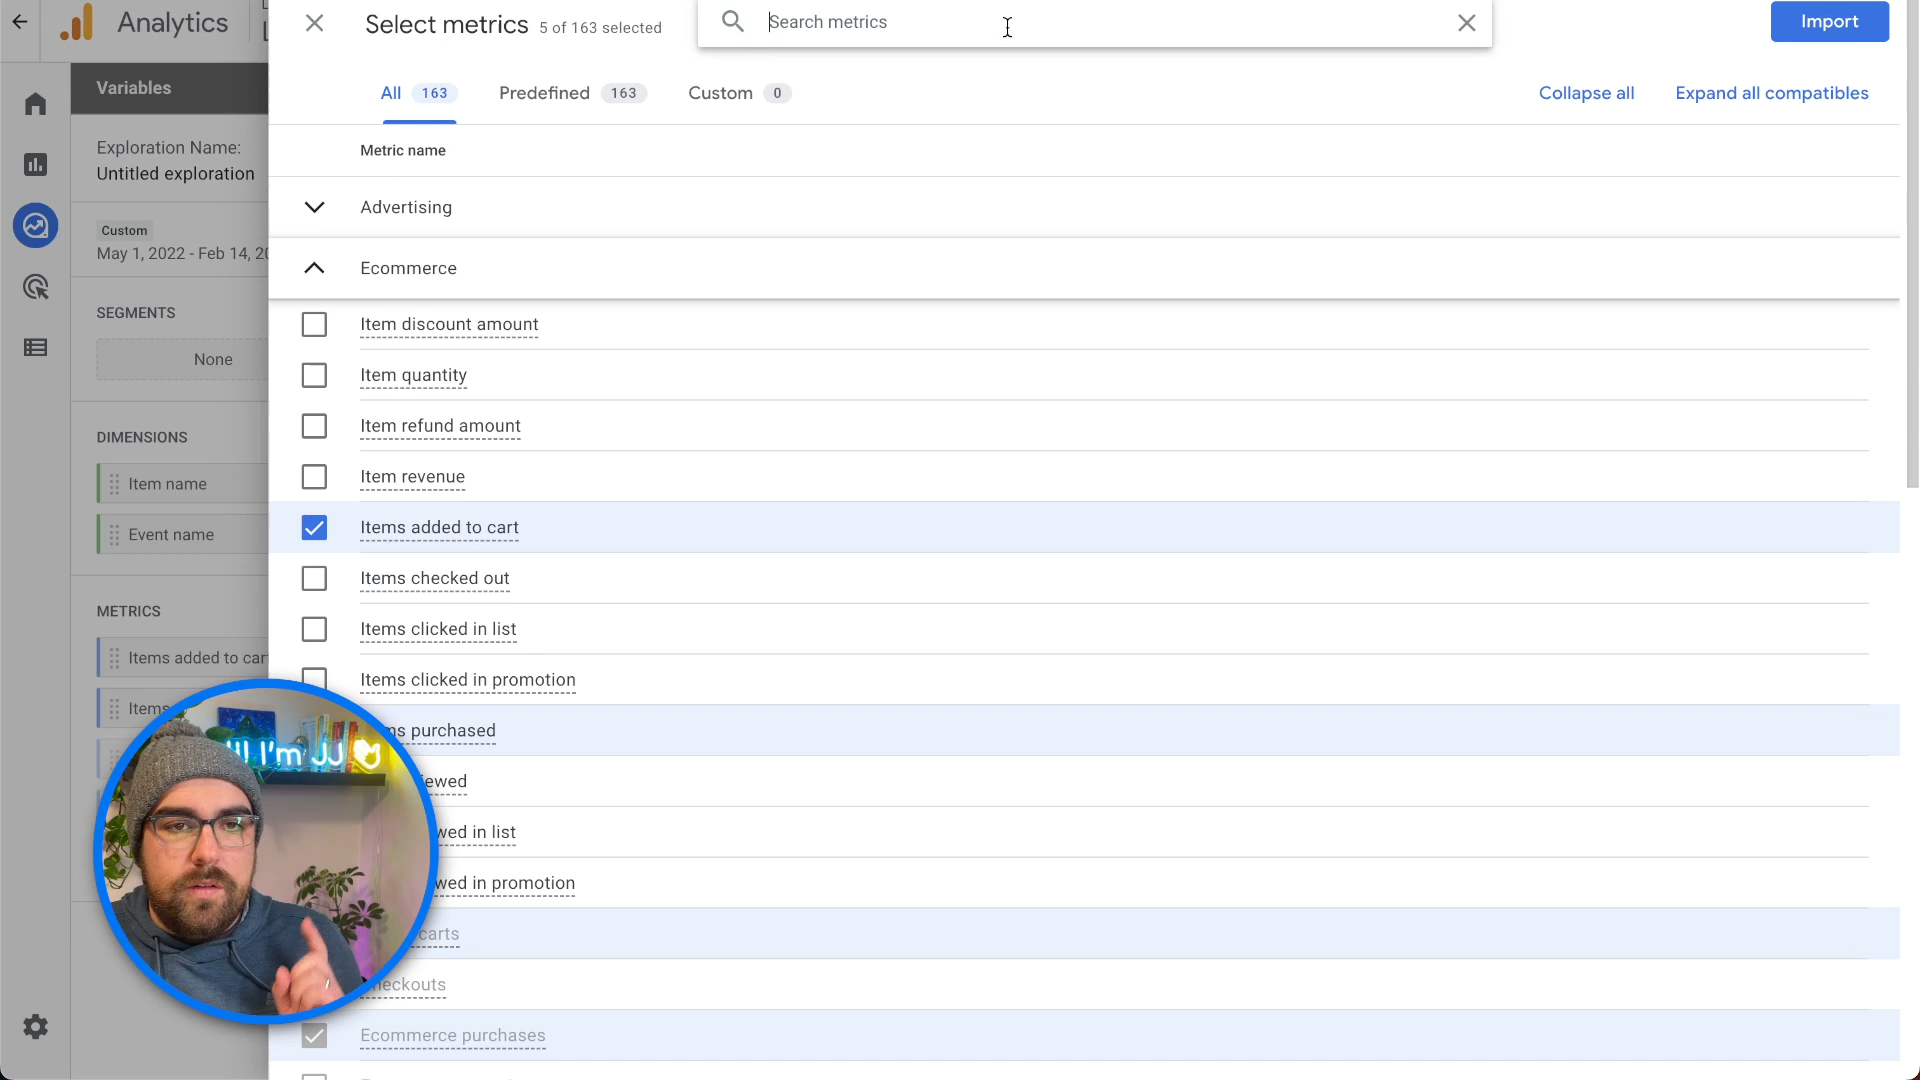 Analytics
Select metrics
5 of 163 selected
Search metrics
Import
Variables
All 163
Predefined 163
Custom 0
Collapse all
Expand all compatibles
Exploration Name:
Untitled exploration
Metric name
Advertising
Custom
May 1, 2022 - Feb 14, 20
Ecommerce
SEGMENTS
None
Item discount amount
Item quantity
Item refund amount
Item revenue
DIMENSIONS
Item name
Event name
Items added to cart
Items checked out
Items clicked in list
Items clicked in promotion
METRICS
Items added to car
Items
purchased
ewed
wed in list
wed in promotion
carts
heckouts
Ecommerce purchases
I'm JJ